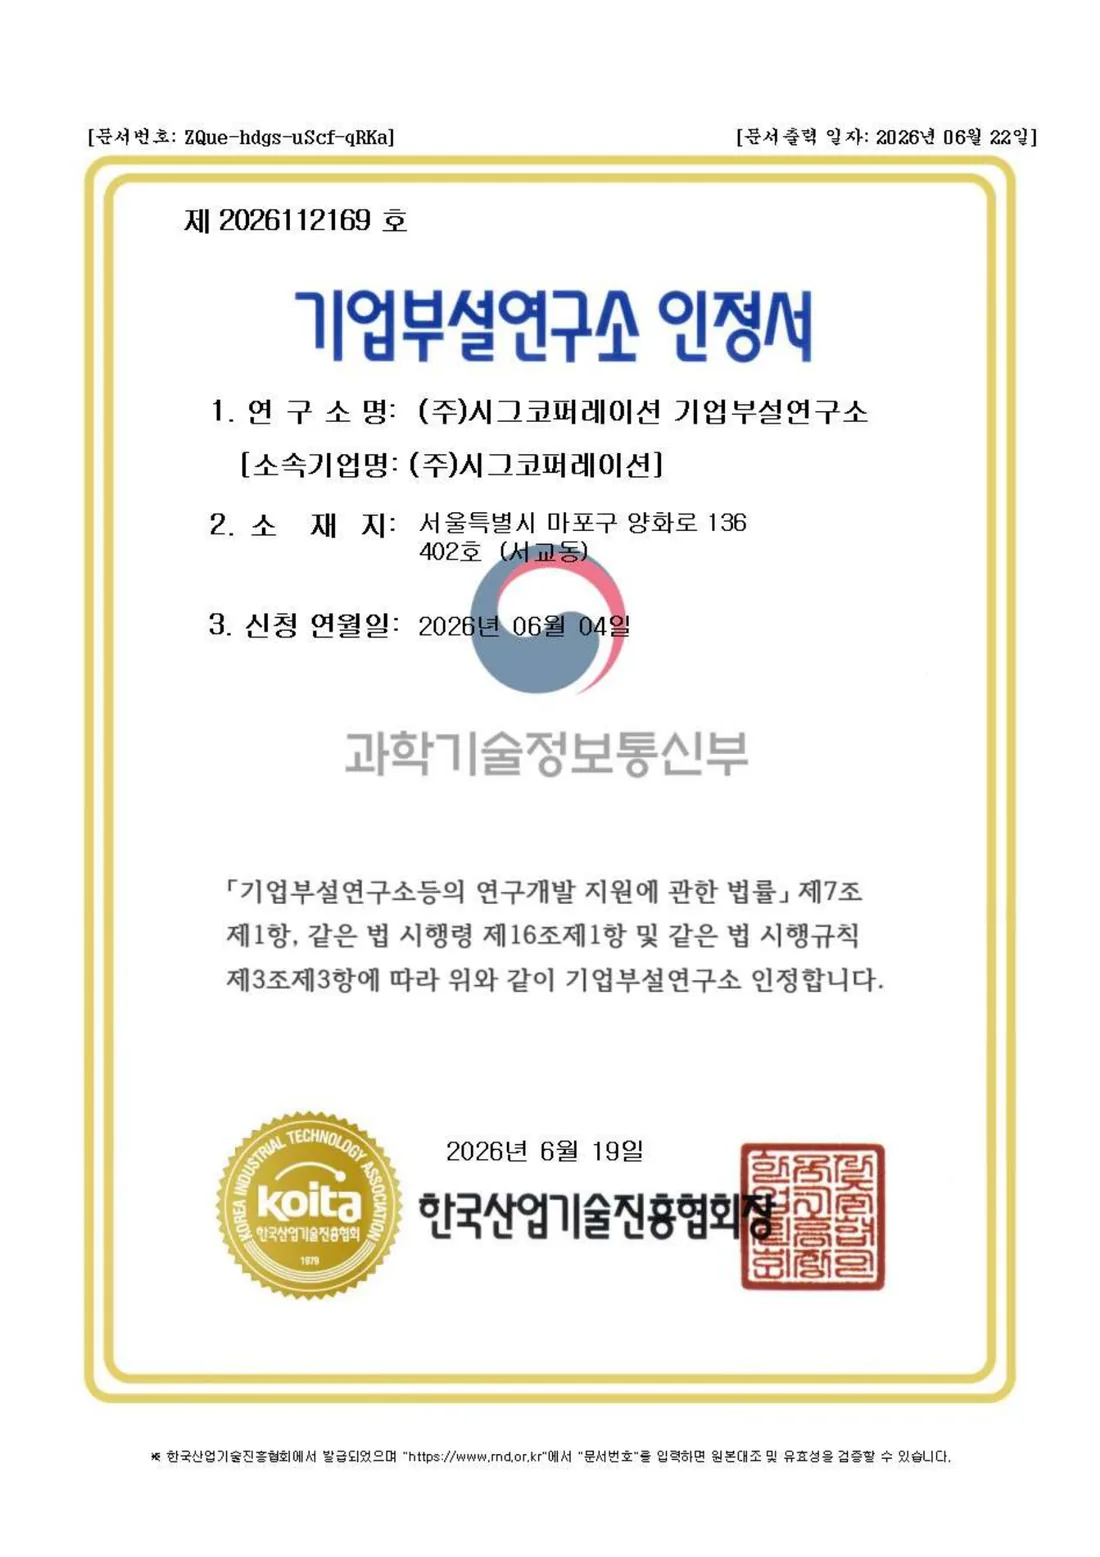 [문서번호: ZQue-hdgs-uScf-qRKa]
[문서출력 일자: 2026년 06월 22일]
제 2026112169 호
기업부설연구소 인정서
1. 연 구 소 명: (주)시그코퍼레이션 기업부설연구소
[소속기업명: (주)시그코퍼레이션]
2. 소 재 지: 서울특별시 마포구 양화로 136
402호 (서교동)
3. 신청 연월일: 2026년 06월 04일
과학기술정보통신부
「기업부설연구소등의 연구개발 지원에 관한 법률」 제7조
제1항, 같은 법 시행령 제16조제1항 및 같은 법 시행규칙
제3조제3항에 따라 위와 같이 기업부설연구소 인정합니다.
2026년 6월 19일
한국산업기술진흥협회장
KOREA INDUSTRIAL TECHNOLOGY ASSOCIATION
koita
한국산업기술진흥협회
1979
※ 한국산업기술진흥협회에서 발급되었으며 "https://www.rnd.or.kr"에서 "문서번호"를 입력하면 원본대조 및 유효성을 검증할 수 있습니다.